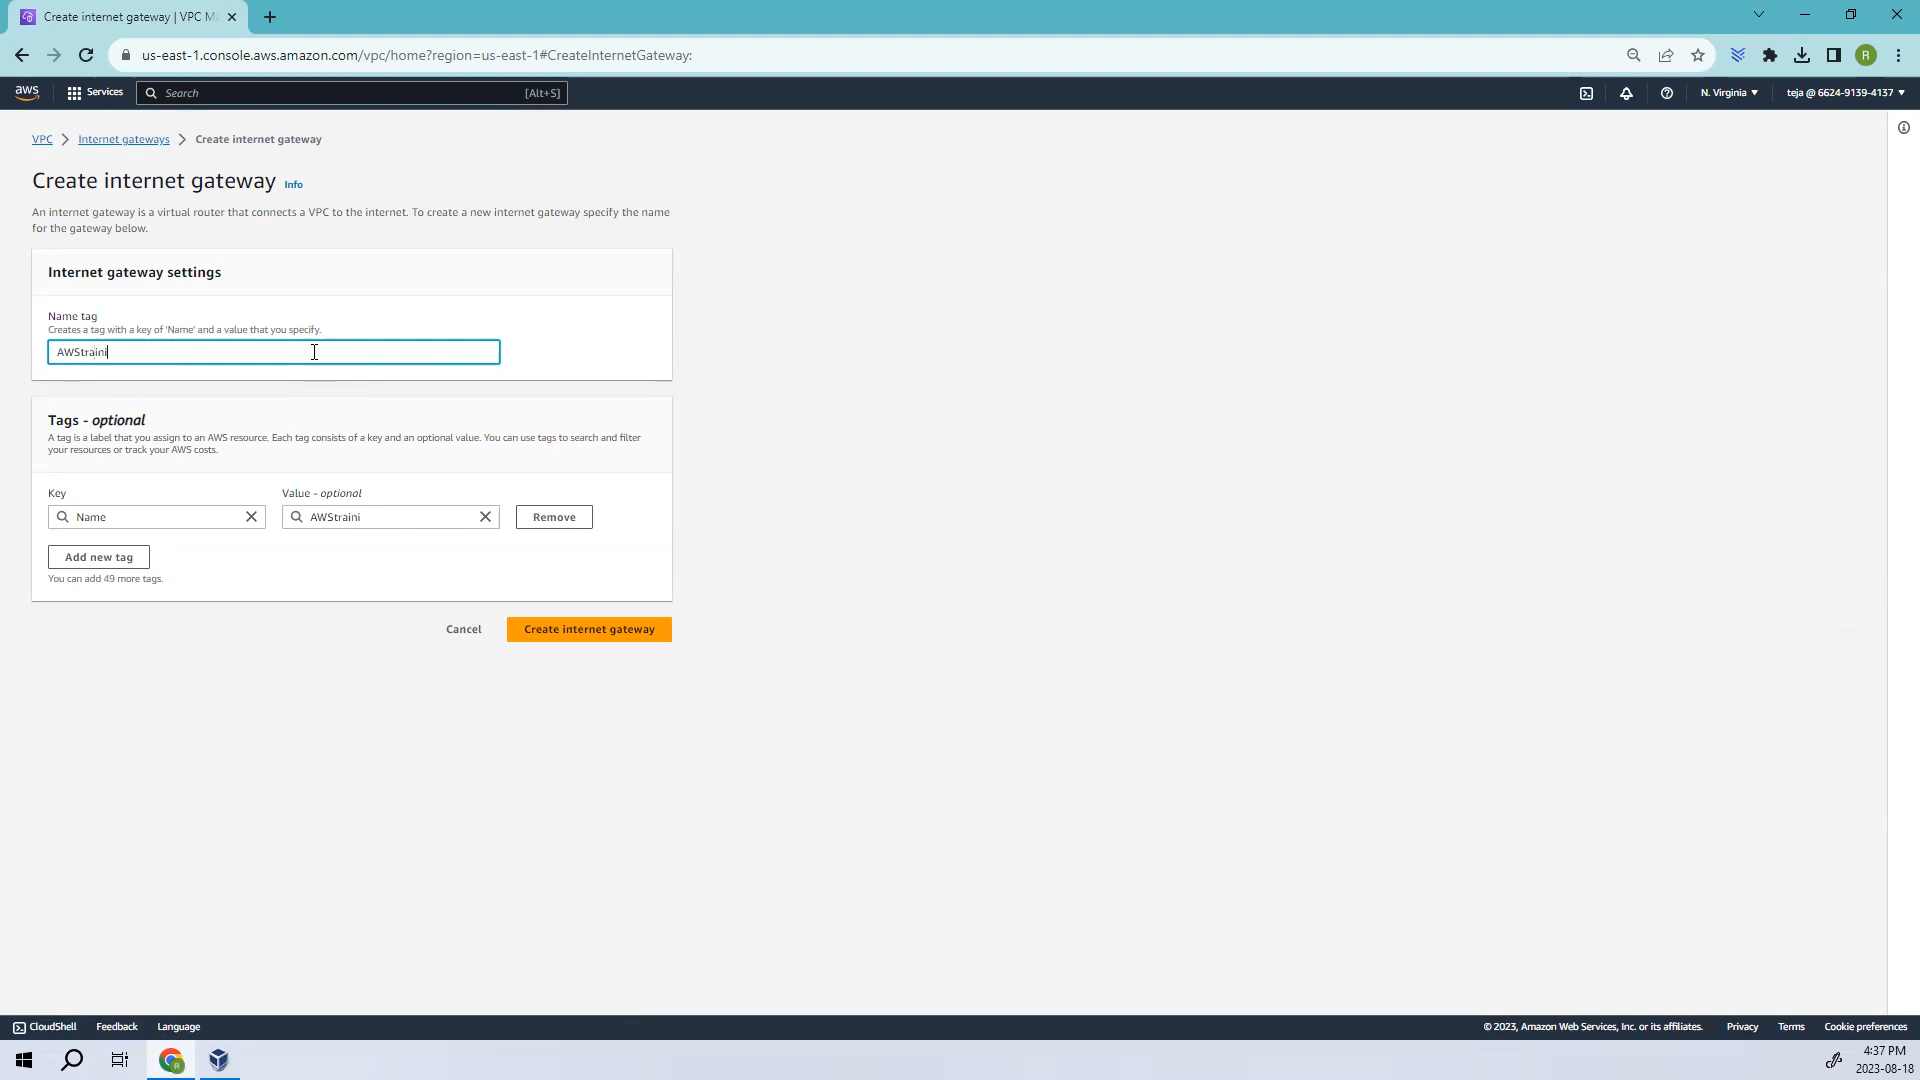 Create internet gateway | VPC M
us-east-1.console.aws.amazon.com/vpc/home?region=us-east-1#CreateInternetGateway:
R
aws
Services
Search
[Alt+S]
N. Virginia
teja @ 6624-9139-4137
VPC
Internet gateways
Create internet gateway
Create internet gateway Info
An internet gateway is a virtual router that connects a VPC to the internet. To create a new internet gateway specify the name
for the gateway below.
Internet gateway settings
Name tag
Creates a tag with a key of 'Name' and a value that you specify.
AWStraini
Tags - optional
A tag is a label that you assign to an AWS resource. Each tag consists of a key and an optional value. You can use tags to search and filter
your resources or track your AWS costs.
Key
Value - optional
Name
AWStraini
Remove
Add new tag
You can add 49 more tags.
Cancel
Create internet gateway
CloudShell
Feedback
Language
© 2023, Amazon Web Services, Inc. or its affiliates.
Privacy
Terms
Cookie preferences
R
4:37 PM
2023-08-18